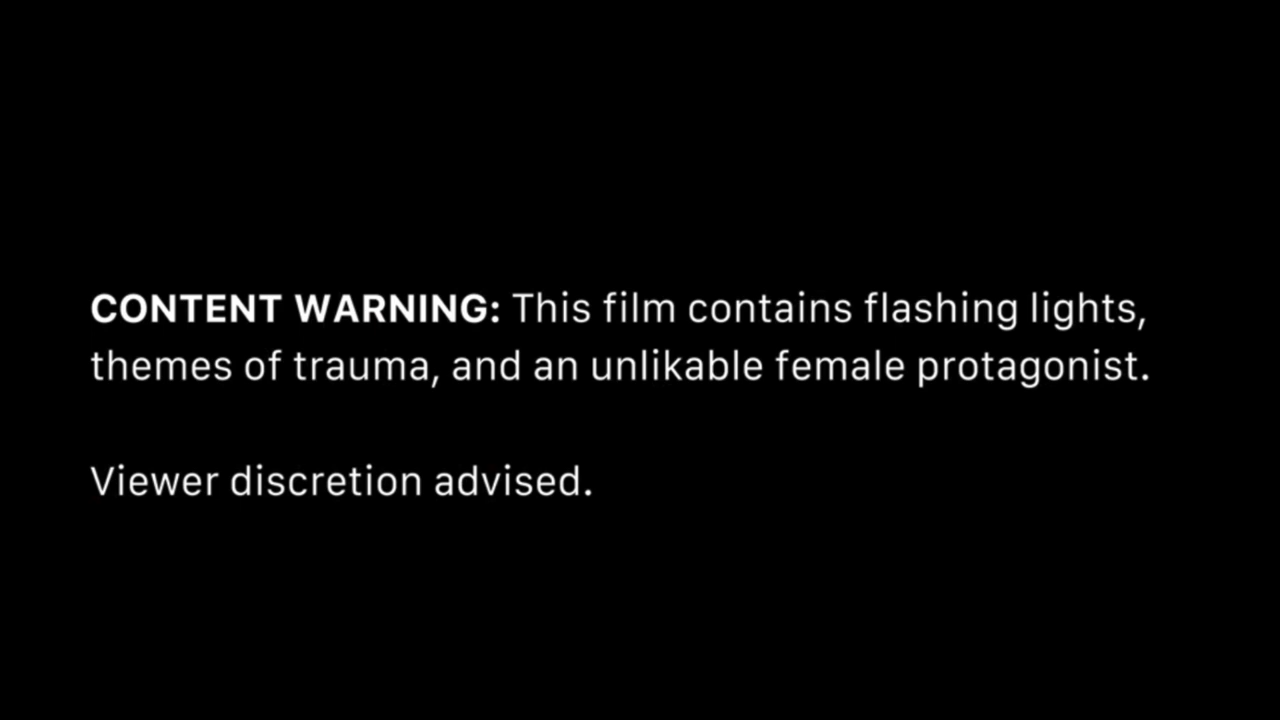 CONTENT WARNING: This film contains flashing lights,
themes of trauma, and an unlikable female protagonist.
Viewer discretion advised.